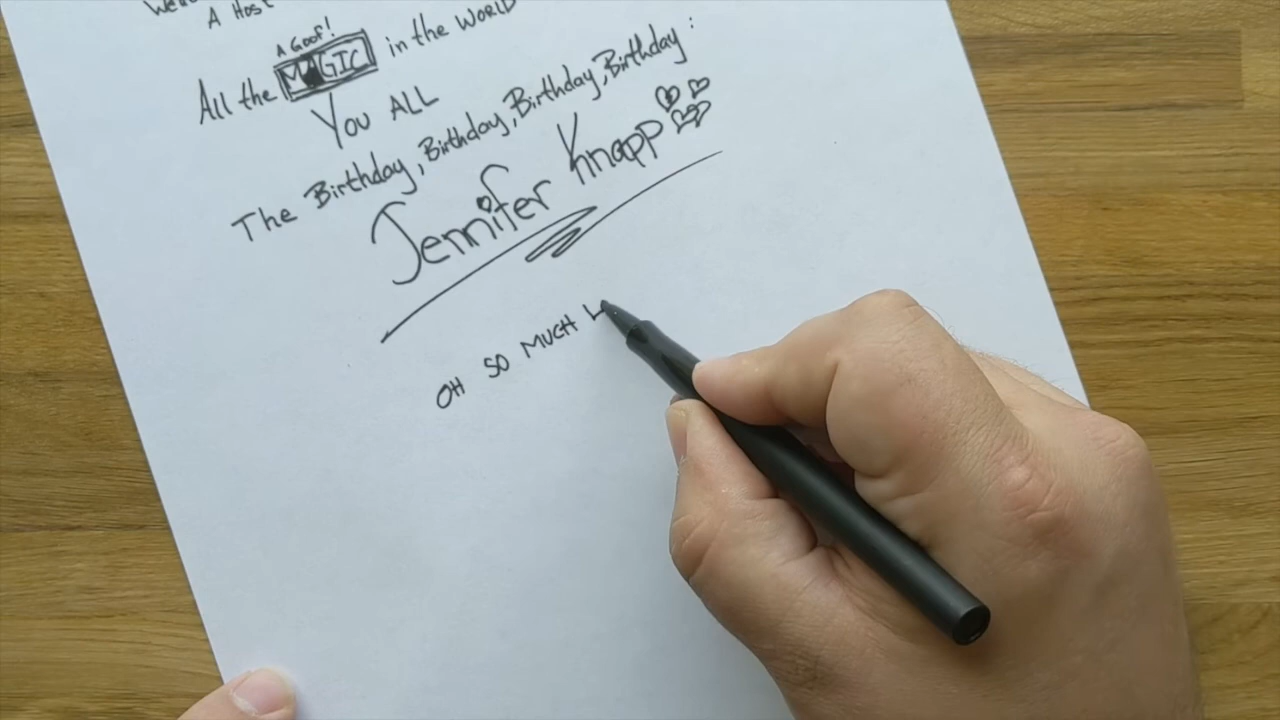 A Host
A GOOF!
All the MAGIC in the WORLD
You ALL
The Birthday, Birthday, Birthday, Birthday:
Jennifer Knapp
OH SO MUCH L